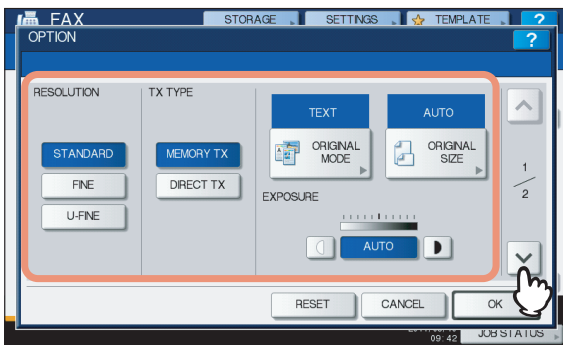 FAX
STORAGE
SETTINGS
TEMPLATE
?
OPTION
?
RESOLUTION
TX TYPE
TEXT
AUTO
STANDARD
MEMORY TX
ORIGINAL
MODE
ORIGINAL
SIZE
FINE
DIRECT TX
1
2
U-FINE
EXPOSURE
AUTO
RESET
CANCEL
OK
09:42
JOB STATUS